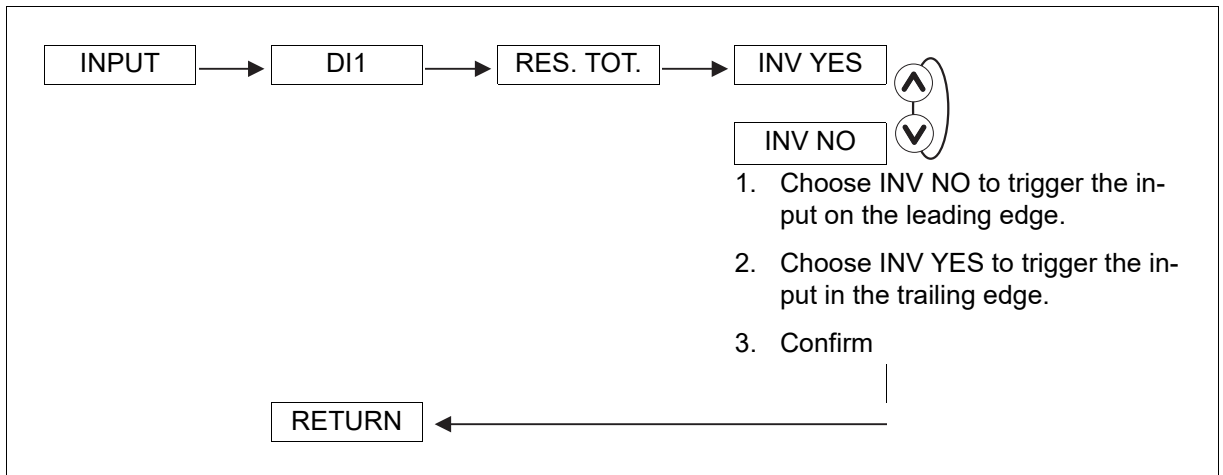 INPUT
DI1
RES. TOT.
INV YES
INV NO
1. Choose INV NO to trigger the in-
put on the leading edge.
2. Choose INV YES to trigger the in-
put in the trailing edge.
3. Confirm
RETURN